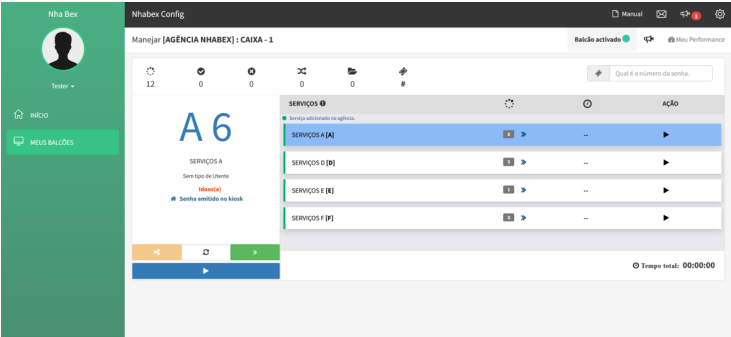 Nha Bex
Nhabex Config
Manual
1
Manejar [AGÊNCIA NHABEX] : CAIXA - 1
Balcão activado
Meu Performance
Tester
INÍCIO
MEUS BALCÕES
12
0
0
0
0
#
Qual é o número da senha.
A 6
SERVIÇOS A
Sem tipo de Utente
Idoso(a)
Senha emitido no kiosk
SERVIÇOS
AÇÃO
Serviço adicionado na agência.
SERVIÇOS A [A]
--
SERVIÇOS D [D]
3
--
SERVIÇOS E [E]
1
--
SERVIÇOS F [F]
3
--
Tempo total: 00:00:00